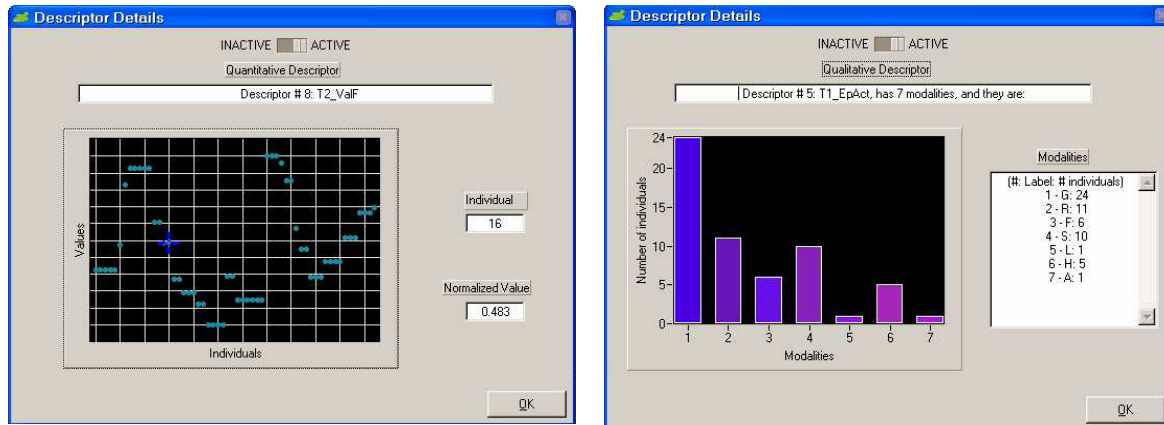 Descriptor Details
INACTIVE ACTIVE
Quantitative Descriptor
Descriptor # 8: T2_ValF
Values
Individuals
Individual
16
Normalized Value
0.483
OK
Descriptor Details
INACTIVE ACTIVE
Qualitative Descriptor
Descriptor # 5: T1_EpAct, has 7 modalities, and they are:
Number of individuals
24
20
15
10
5
0
1 2 3 4 5 6 7
Modalities
Modalities
(#: Label: # individuals)
1 - G: 24
2 - R: 11
3 - F: 6
4 - S: 10
5 - L: 1
6 - H: 5
7 - A: 1
OK